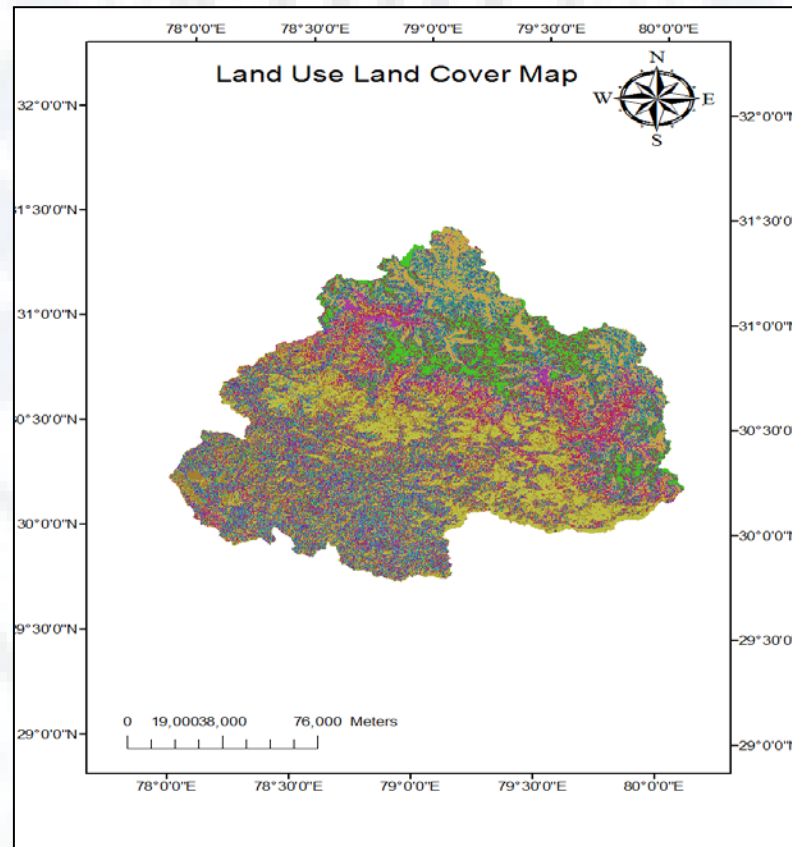 78°0'0"E 78°30'0"E 79°0'0"E 79°30'0"E 80°0'0"E
Land Use Land Cover Map
N
W E
S
32°0'0"N 32°0'0"N
31°30'0"N 31°30'0"N
31°0'0"N 31°0'0"N
30°30'0"N 30°30'0"N
30°0'0"N 30°0'0"N
29°30'0"N 29°30'0"N
0 19,00038,000 76,000 Meters
29°0'0"N 29°0'0"N
78°0'0"E 78°30'0"E 79°0'0"E 79°30'0"E 80°0'0"E